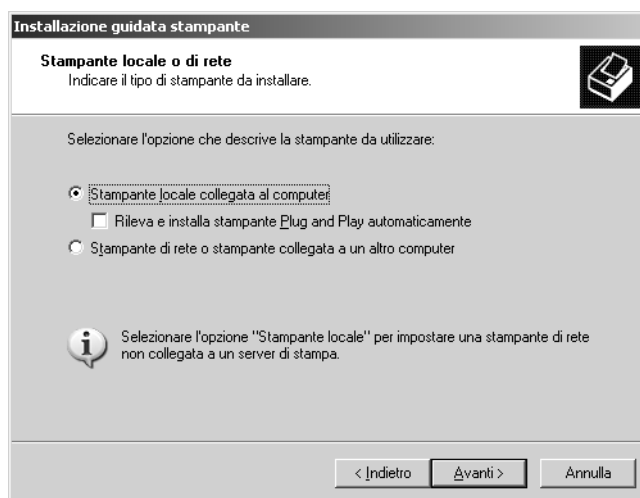 Installazione guidata stampante
Stampante locale o di rete
Indicare il tipo di stampante da installare.
Selezionare l'opzione che descrive la stampante da utilizzare:
Stampante locale collegata al computer
Rileva e installa stampante Plug and Play automaticamente
Stampante di rete o stampante collegata a un altro computer
Selezionare l'opzione "Stampante locale" per impostare una stampante di rete
non collegata a un server di stampa.
< Indietro
Avanti >
Annulla